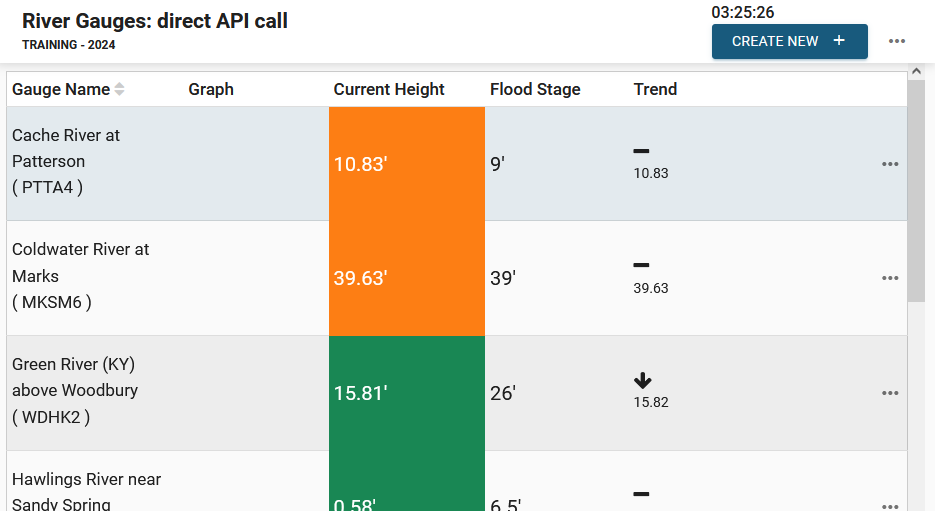 River Gauges: direct API call
TRAINING - 2024
03:25:26
CREATE NEW +
Gauge Name
Graph
Current Height
Flood Stage
Trend
Cache River at
Patterson
( PTTA4 )
10.83'
9'
10.83
Coldwater River at
Marks
( MKSM6 )
39.63'
39'
39.63
Green River (KY)
above Woodbury
( WDHK2 )
15.81'
26'
15.82
Hawlings River near
Sandy Spring
0.58'
6.5'